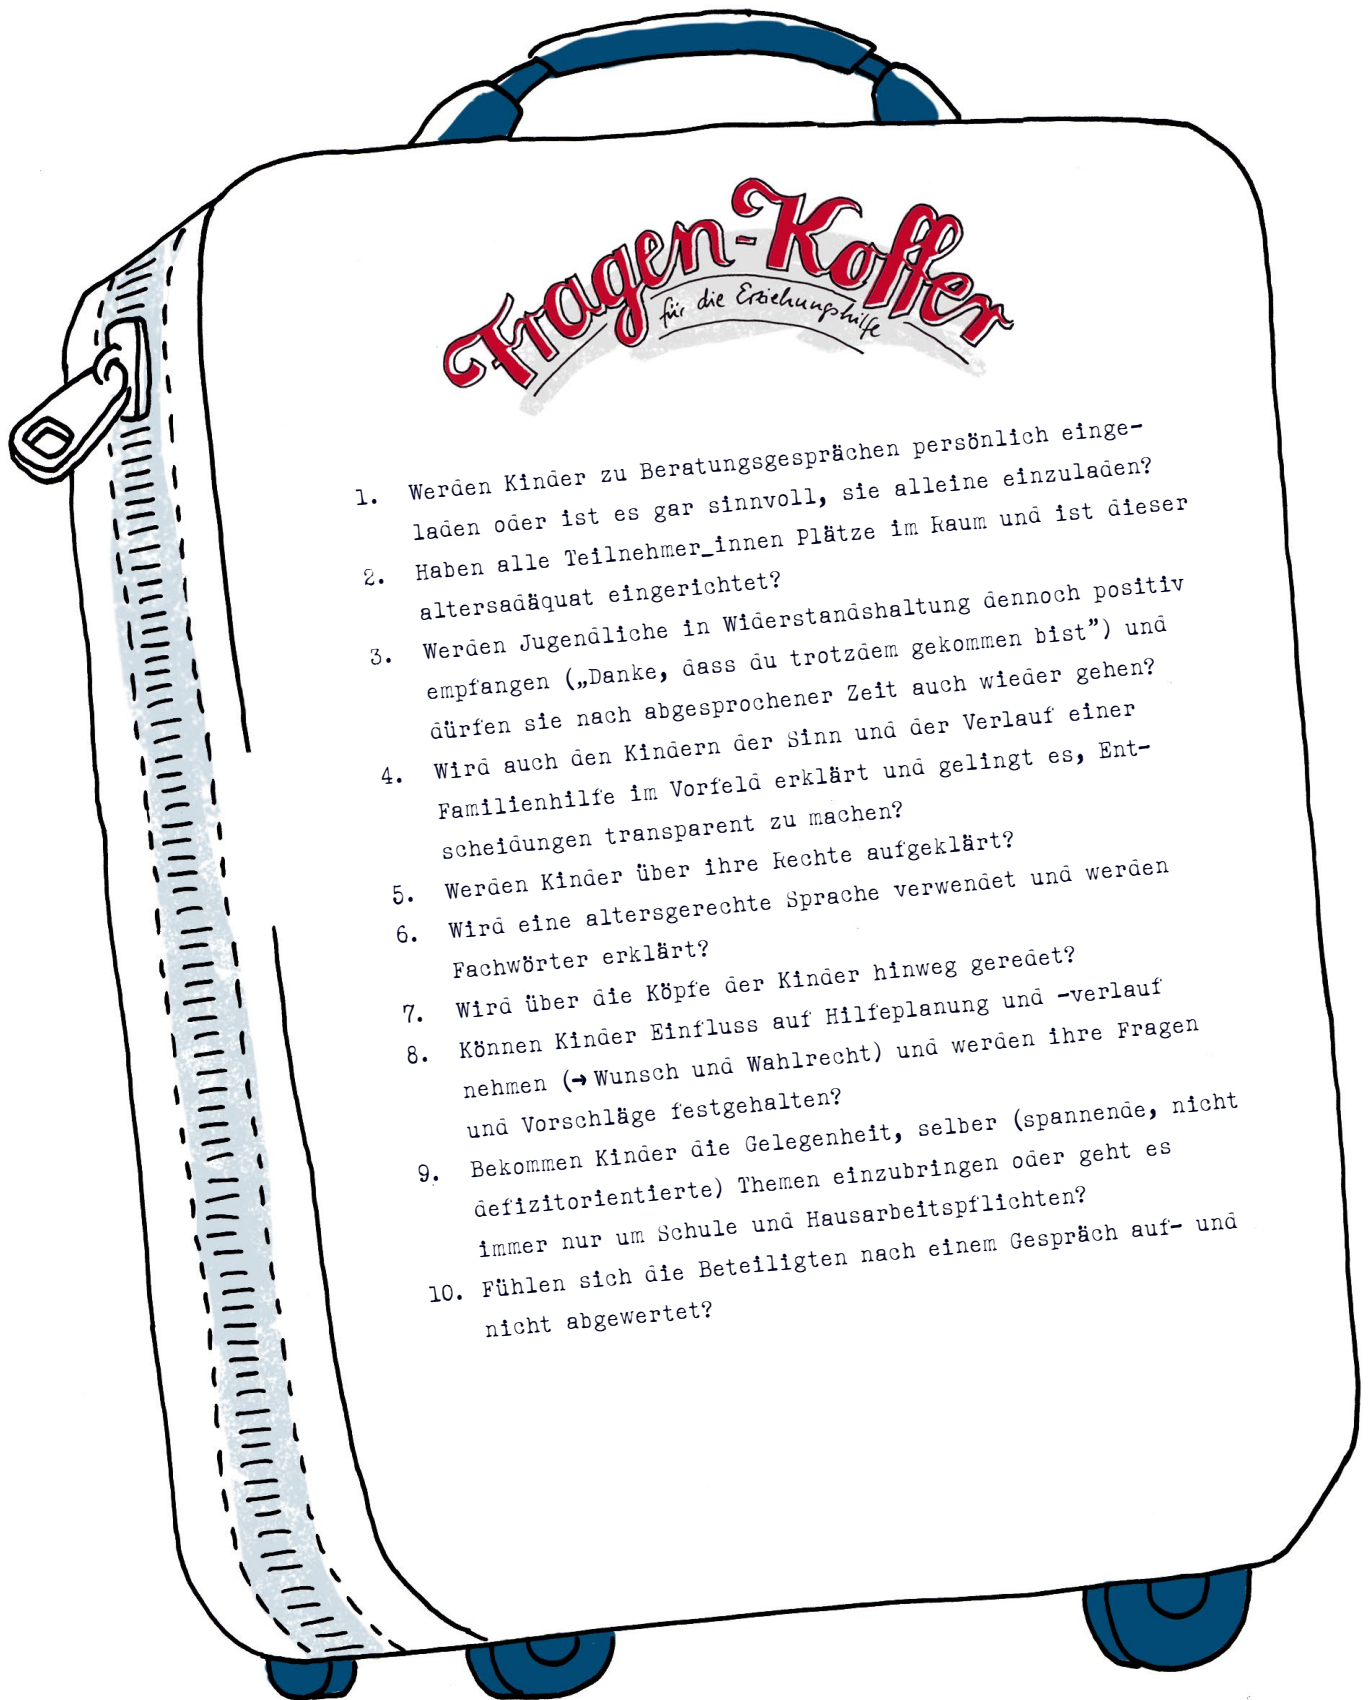 Fragen-Koffer
für die Erziehungshilfe
1. Werden Kinder zu Beratungsgesprächen persönlich einge-
laden oder ist es gar sinnvoll, sie alleine einzuladen?
2. Haben alle Teilnehmer_innen Plätze im Raum und ist dieser
altersadäquat eingerichtet?
3. Werden Jugendliche in Widerstandshaltung dennoch positiv
empfangen („Danke, dass du trotzdem gekommen bist”) und
dürfen sie nach abgesprochener Zeit auch wieder gehen?
4. Wird auch den Kindern der Sinn und der Verlauf einer
Familienhilfe im Vorfeld erklärt und gelingt es, Ent-
scheidungen transparent zu machen?
5. Werden Kinder über ihre Rechte aufgeklärt?
6. Wird eine altersgerechte Sprache verwendet und werden
Fachwörter erklärt?
7. Wird über die Köpfe der Kinder hinweg geredet?
8. Können Kinder Einfluss auf Hilfeplanung und -verlauf
nehmen (→ Wunsch und Wahlrecht) und werden ihre Fragen
und Vorschläge festgehalten?
9. Bekommen Kinder die Gelegenheit, selber (spannende, nicht
defizitorientierte) Themen einzubringen oder geht es
immer nur um Schule und Hausarbeitspflichten?
10. Fühlen sich die Beteiligten nach einem Gespräch auf- und
nicht abgewertet?